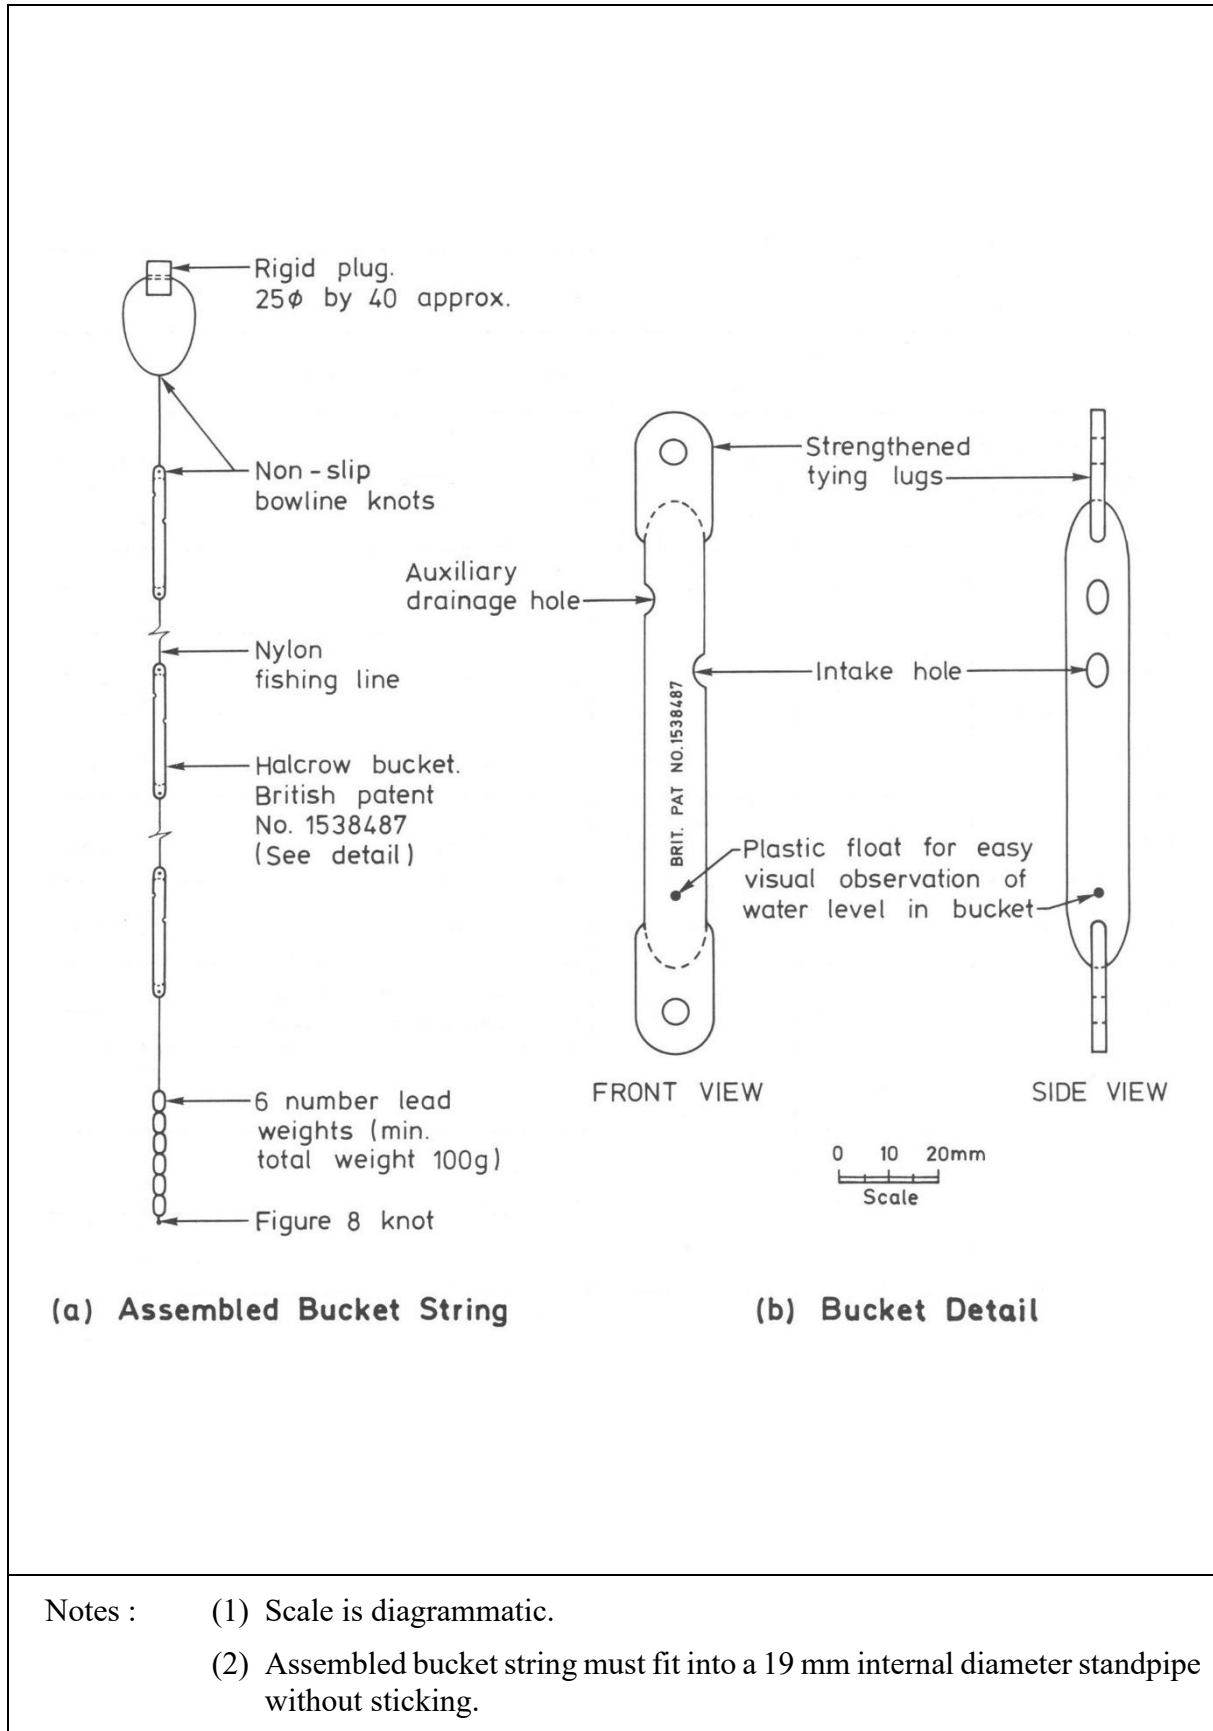 Rigid plug.
25ϕ by 40 approx.
Non-slip
bowline knots
Nylon
fishing line
Halcrow bucket.
British patent
No. 1538487
(See detail)
6 number lead
weights (min.
total weight 100g)
Figure 8 knot
(a) Assembled Bucket String
Strengthened
tying lugs
Auxiliary
drainage hole
Intake hole
BRIT. PAT NO.1538487
Plastic float for easy
visual observation of
water level in bucket
FRONT VIEW
SIDE VIEW
0 10 20mm
Scale
(b) Bucket Detail
Notes : (1) Scale is diagrammatic.
(2) Assembled bucket string must fit into a 19 mm internal diameter standpipe
without sticking.